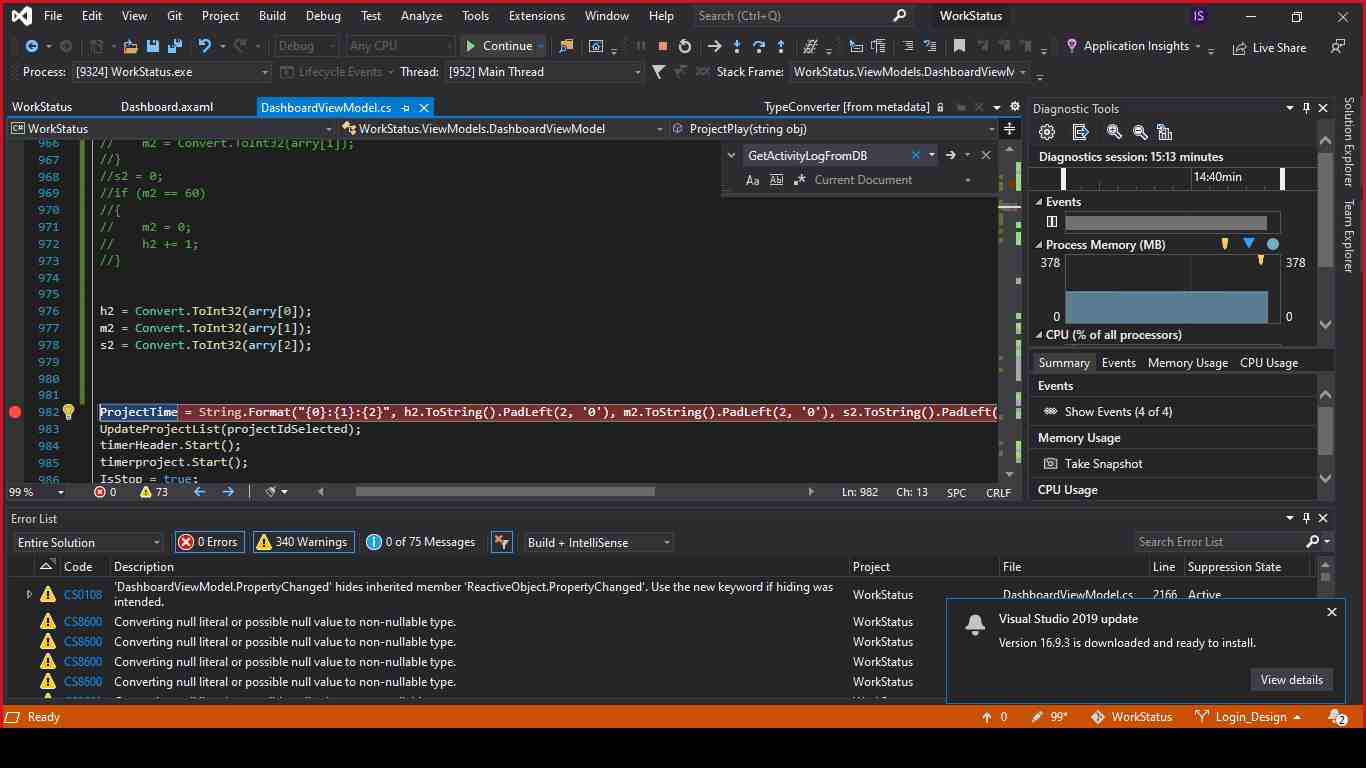 File Edit View Git Project Build Debug Test Analyze Tools Extensions Window Help Search (Ctrl+Q) WorkStatus IS
Debug Any CPU Continue Application Insights Live Share
Process: [9324] WorkStatus.exe Lifecycle Events Thread: [952] Main Thread Stack Frame: WorkStatus.ViewModels.DashboardViewM
WorkStatus Dashboard.axaml DashboardViewModel.cs TypeConverter [from metadata]
C# WorkStatus WorkStatus.ViewModels.DashboardViewModel ProjectPlay(string obj)
GetActivityLogFromDB
Aa Ab Current Document
966 // m2 = Convert.ToInt32(arry[1]);
967 //}
968 //s2 = 0;
969 //if (m2 == 60)
970 //{
971 // m2 = 0;
972 // h2 += 1;
973 //}
974
975
976 h2 = Convert.ToInt32(arry[0]);
977 m2 = Convert.ToInt32(arry[1]);
978 s2 = Convert.ToInt32(arry[2]);
979
980
981
982 ProjectTime = String.Format("{0}:{1}:{2}", h2.ToString().PadLeft(2, '0'), m2.ToString().PadLeft(2, '0'), s2.ToString().PadLeft(
983 UpdateProjectList(projectIdSelected);
984 timerHeader.Start();
985 timerproject.Start();
986 IsStop = true;
99 % 0 73 Ln: 982 Ch: 13 SPC CRLF
Diagnostic Tools
Diagnostics session: 15:13 minutes
14:40min
Events
Process Memory (MB)
378 378
0 0
CPU (% of all processors)
Summary Events Memory Usage CPU Usage
Events
Show Events (4 of 4)
Memory Usage
Take Snapshot
CPU Usage
Solution Explorer
Team Explorer
Error List
Entire Solution 0 Errors 340 Warnings 0 of 75 Messages Build + IntelliSense Search Error List
Code Description Project File Line Suppression State
CS0108 'DashboardViewModel.PropertyChanged' hides inherited member 'ReactiveObject.PropertyChanged'. Use the new keyword if hiding was intended. WorkStatus DashboardViewModel.cs 2166 Active
CS8600 Converting null literal or possible null value to non-nullable type. WorkStatus
CS8600 Converting null literal or possible null value to non-nullable type. WorkStatus
CS8600 Converting null literal or possible null value to non-nullable type. WorkStatus
CS8600 Converting null literal or possible null value to non-nullable type. WorkStatus
Visual Studio 2019 update
Version 16.9.3 is downloaded and ready to install.
View details
Ready 0 99* WorkStatus Login_Design 2